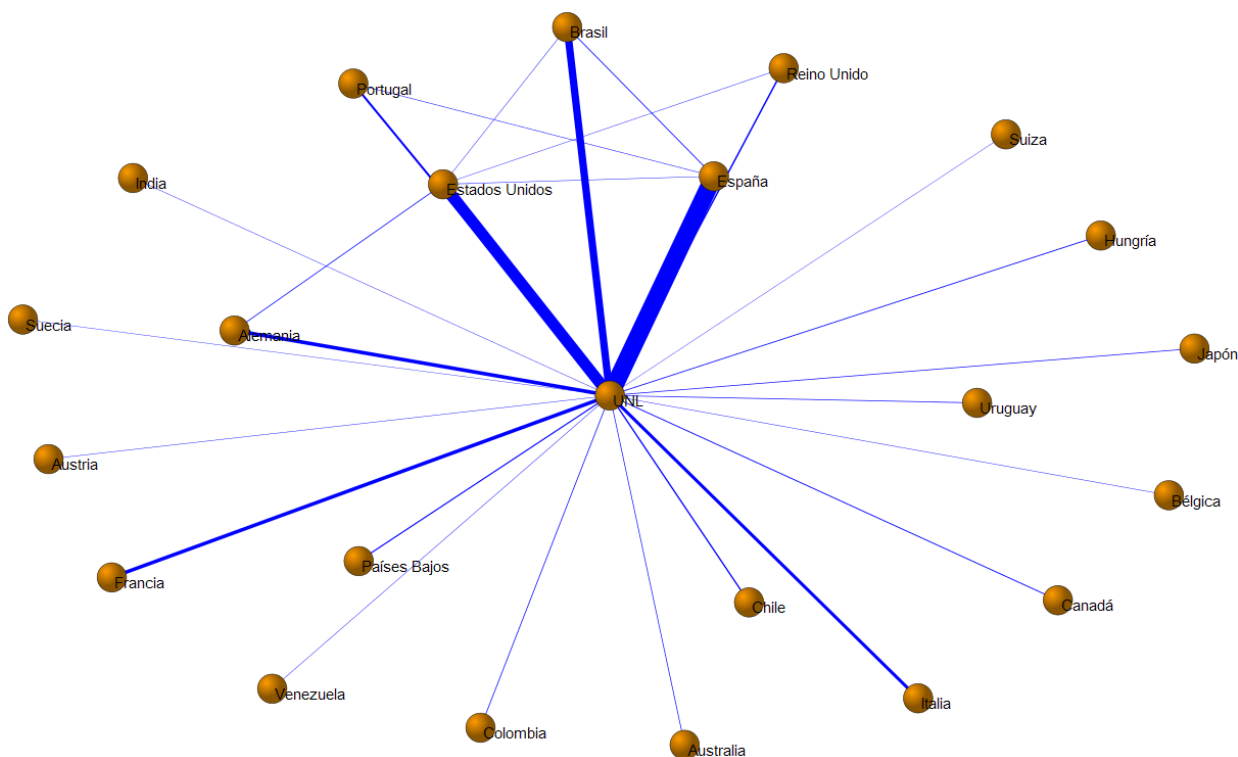 Brasil
Reino Unido
Portugal
Suiza
India
España
Estados Unidos
Hungría
Suecia
Alemania
Japón
UNL
Uruguay
Austria
Bélgica
Países Bajos
Francia
Chile
Canadá
Venezuela
Italia
Colombia
Australia